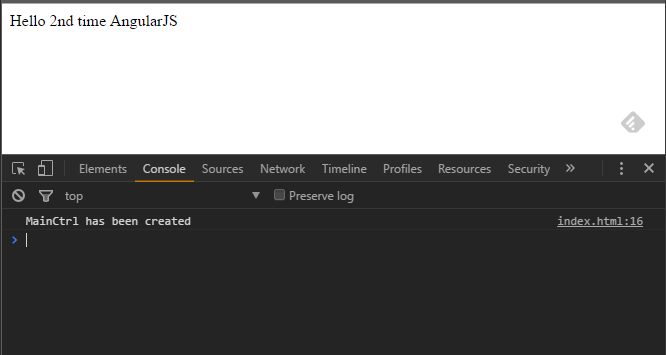 Hello 2nd time AngularJS
Elements Console Sources Network Timeline Profiles Resources Security »
top Preserve log
MainCtrl has been created index.html:16
>